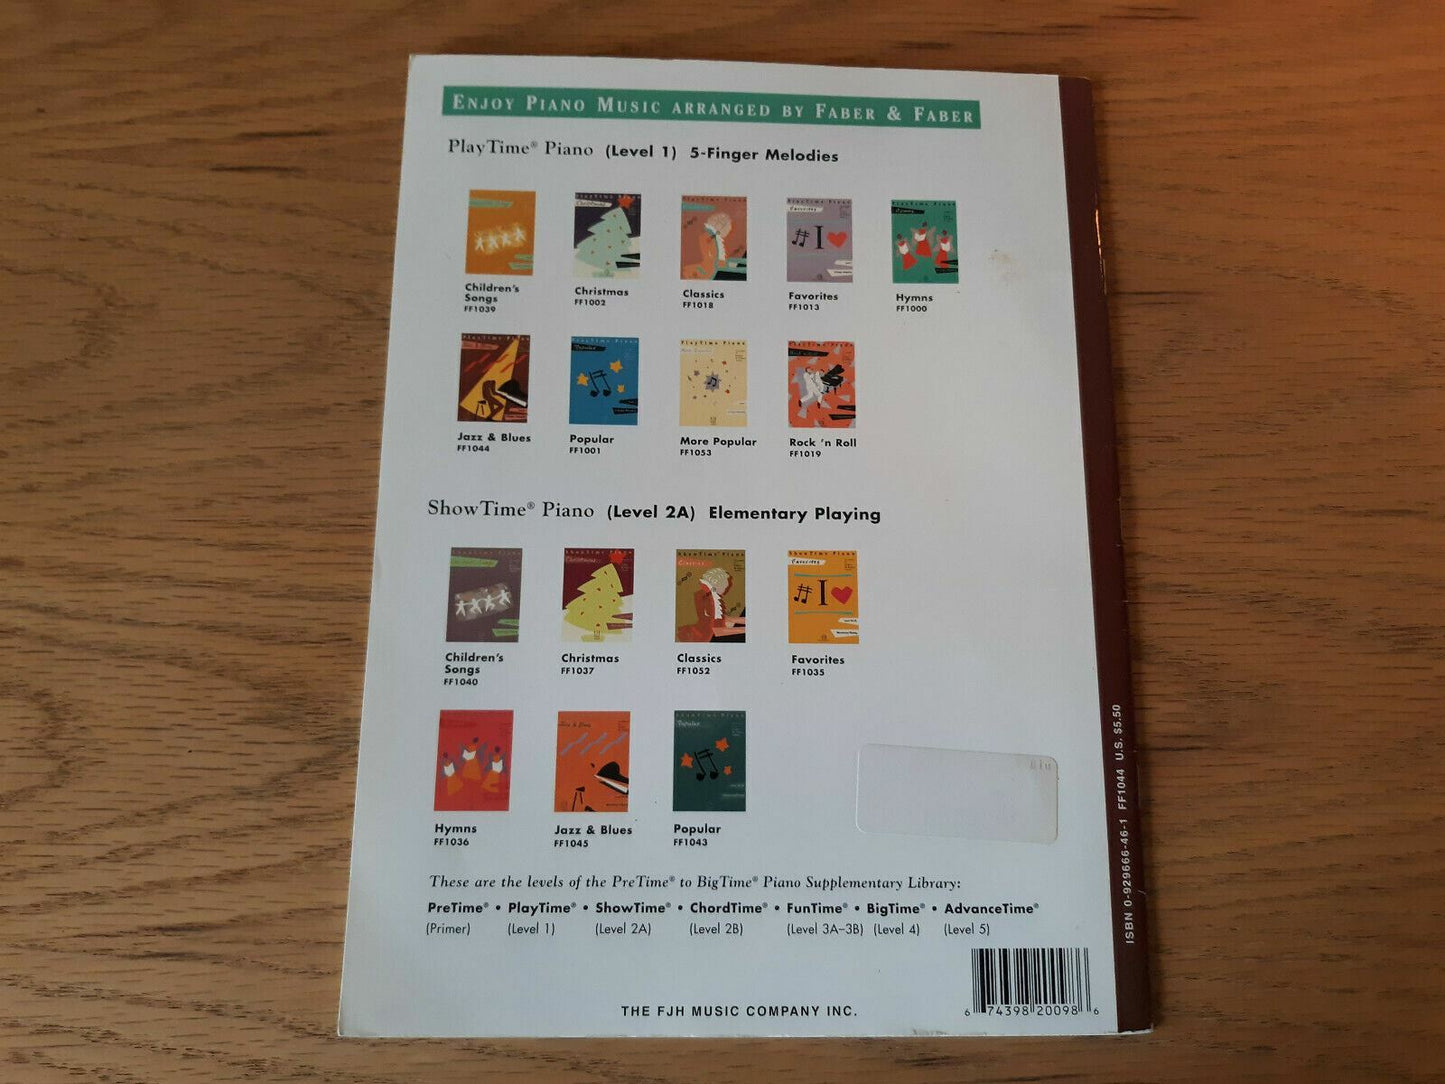 ENJOY PIANO MUSIC ARRANGED BY FABER & FABER
PlayTime® Piano (Level 1) 5-Finger Melodies
Children's
Songs
FF1039
Christmas
FF1002
Classics
FF1018
Favorites
FF1013
Hymns
FF1000
Jazz & Blues
FF1044
Popular
FF1001
More Popular
FF1053
Rock 'n Roll
FF1019
ShowTime® Piano (Level 2A) Elementary Playing
Children's
Songs
FF1040
Christmas
FF1037
Classics
FF1052
Favorites
FF1035
Hymns
FF1036
Jazz & Blues
FF1045
Popular
FF1043
These are the levels of the PreTime® to BigTime® Piano Supplementary Library:
PreTime® • PlayTime® • ShowTime® • ChordTime® • FunTime® • BigTime® • AdvanceTime®
(Primer) (Level 1) (Level 2A) (Level 2B) (Level 3A–3B) (Level 4) (Level 5)
THE FJH MUSIC COMPANY INC.
6 74398 20098 6
ISBN 0-929666-46-1 FF1044 U.S. $5.50